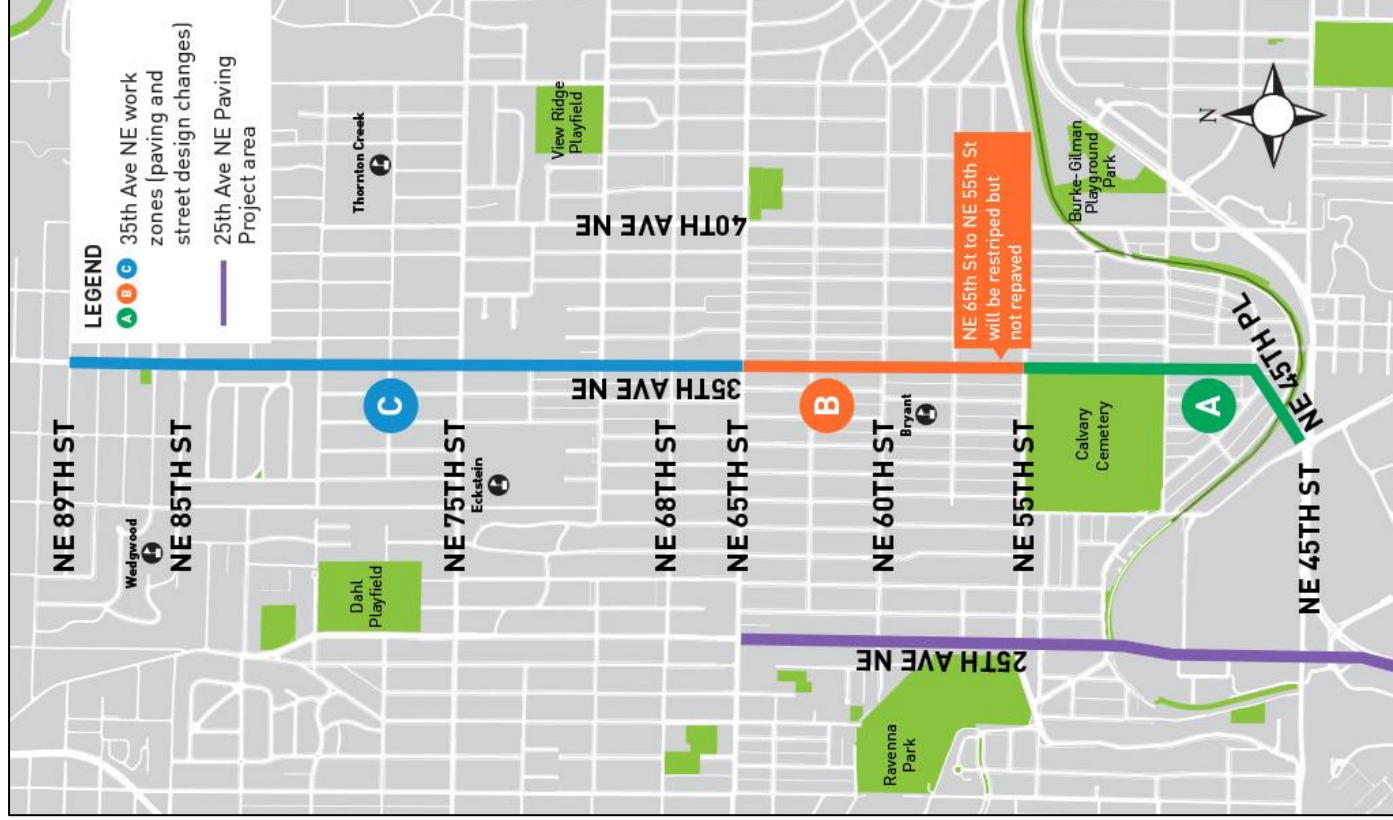 LEGEND
A B C
35th Ave NE work
zones (paving and
street design changes)
25th Ave NE Paving
Project area
NE 89TH ST
Wedgwood
NE 85TH ST
Thornton Creek
Dahl
Playfield
C
NE 75TH ST
Eckstein
View Ridge
Playfield
40TH AVE NE
35TH AVE NE
NE 68TH ST
NE 65TH ST
B
NE 60TH ST
Bryant
25TH AVE NE
Ravenna
Park
NE 65th St to NE 55th St
will be restriped but
not repaved
NE 55TH ST
Calvary
Cemetery
Burke-Gilman
Playground
Park
A
N
NE 45TH PL
NE 45TH ST